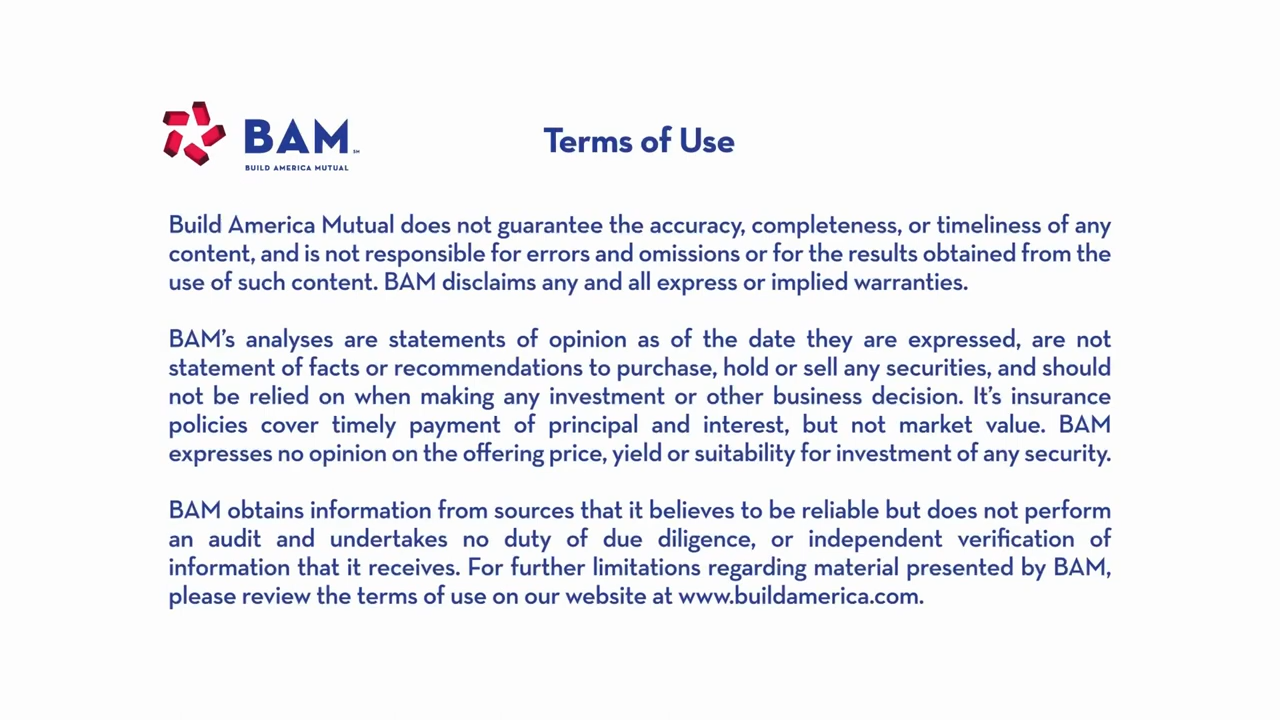 BAM
SM
BUILD AMERICA MUTUAL
Terms of Use
Build America Mutual does not guarantee the accuracy, completeness, or timeliness of any
content, and is not responsible for errors and omissions or for the results obtained from the
use of such content. BAM disclaims any and all express or implied warranties.
BAM’s analyses are statements of opinion as of the date they are expressed, are not
statement of facts or recommendations to purchase, hold or sell any securities, and should
not be relied on when making any investment or other business decision. It’s insurance
policies cover timely payment of principal and interest, but not market value. BAM
expresses no opinion on the offering price, yield or suitability for investment of any security.
BAM obtains information from sources that it believes to be reliable but does not perform
an audit and undertakes no duty of due diligence, or independent verification of
information that it receives. For further limitations regarding material presented by BAM,
please review the terms of use on our website at www.buildamerica.com.